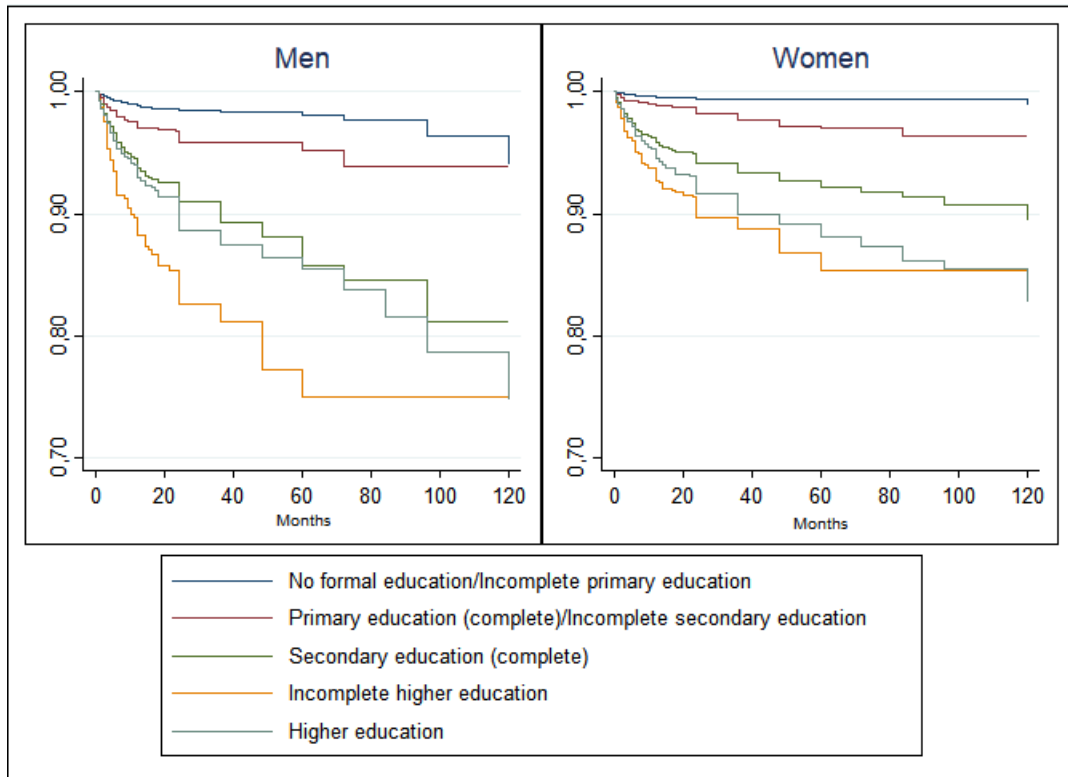 Men
1,00
0,90
0,80
0,70
0 20 40 60 80 100 120
Months
Women
1,00
0,90
0,80
0,70
0 20 40 60 80 100 120
Months
No formal education/Incomplete primary education
Primary education (complete)/Incomplete secondary education
Secondary education (complete)
Incomplete higher education
Higher education